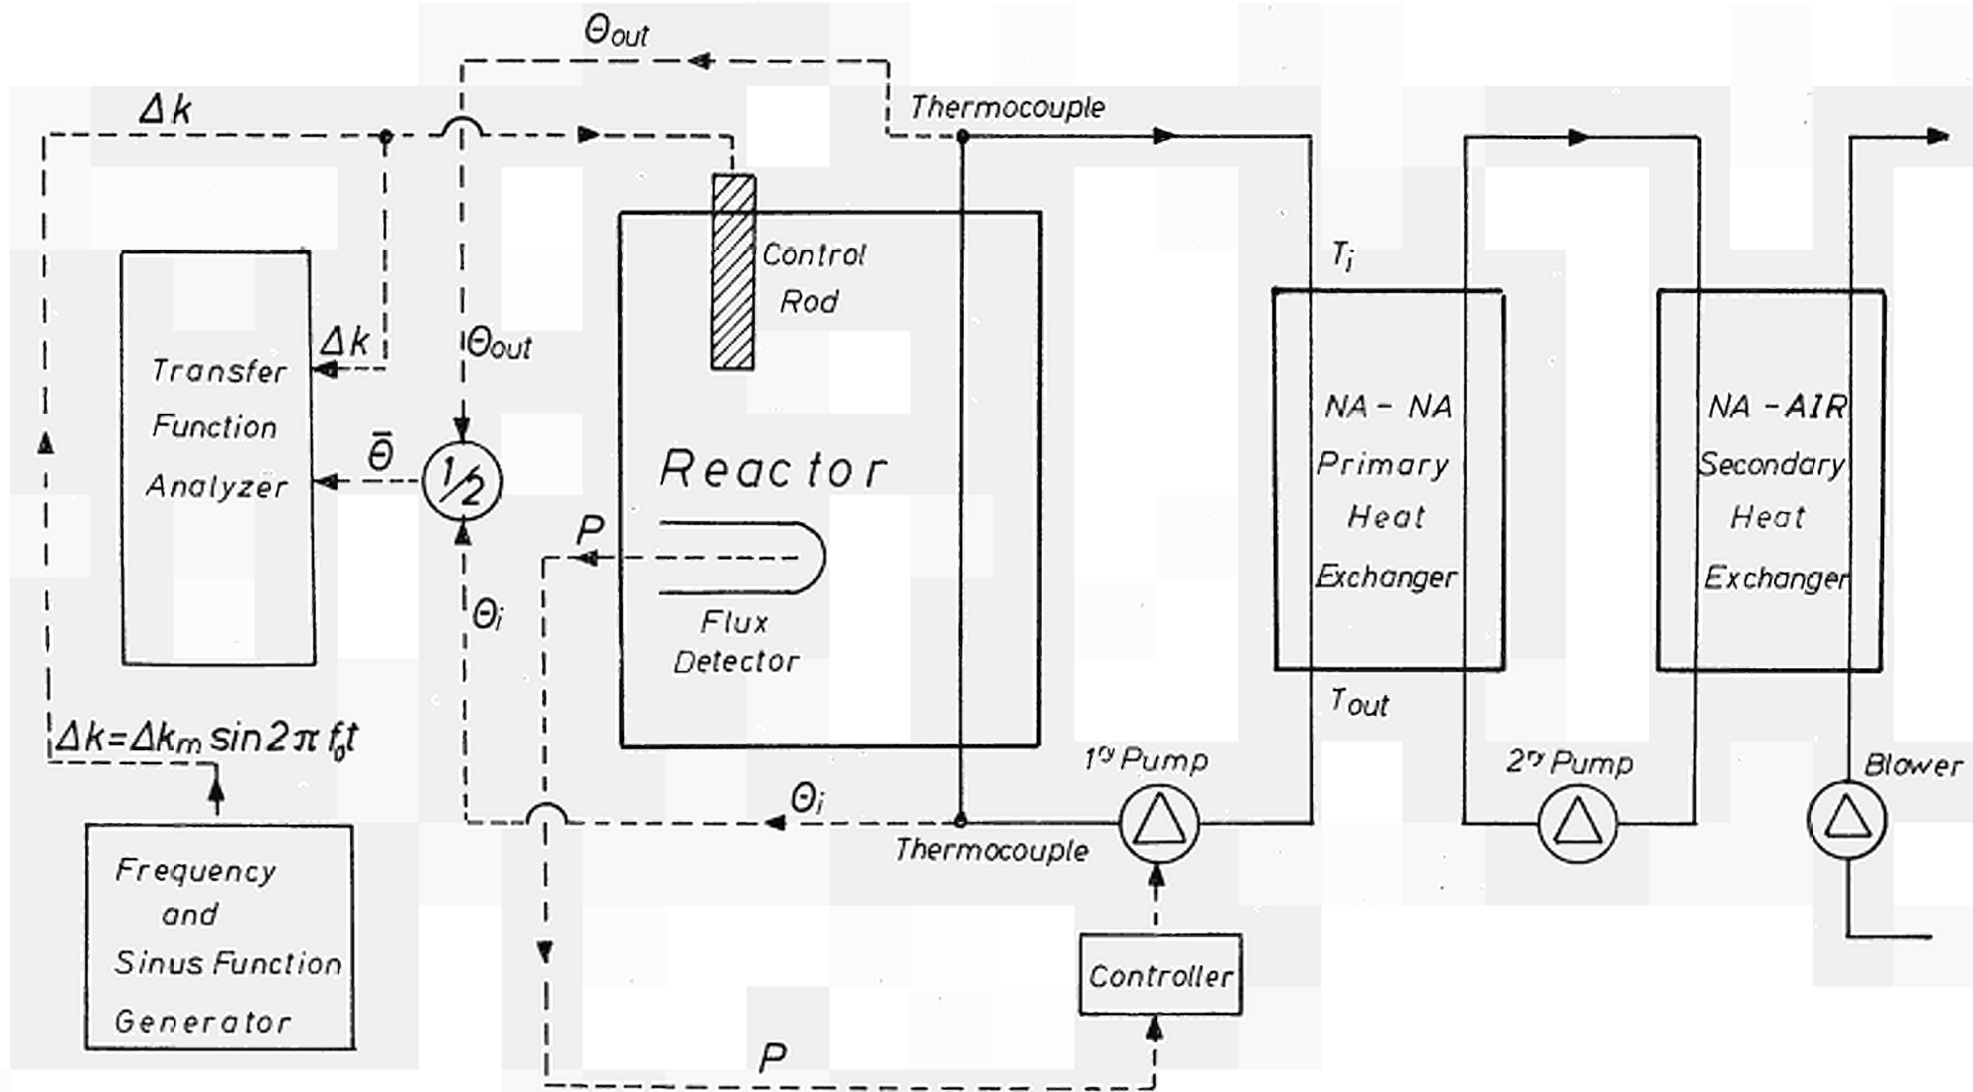 Θout
Δk
Thermocouple
Control
Rod
Ti
Δk
Θout
Transfer
Function
Analyzer
Θ̄
1/2
Reactor
P
Flux
Detector
Θi
NA - NA
Primary
Heat
Exchanger
NA - AIR
Secondary
Heat
Exchanger
Tout
Δk=Δkm sin2π f0t
1ry Pump
2ry Pump
Blower
Θi
Thermocouple
Frequency
and
Sinus Function
Generator
Controller
P